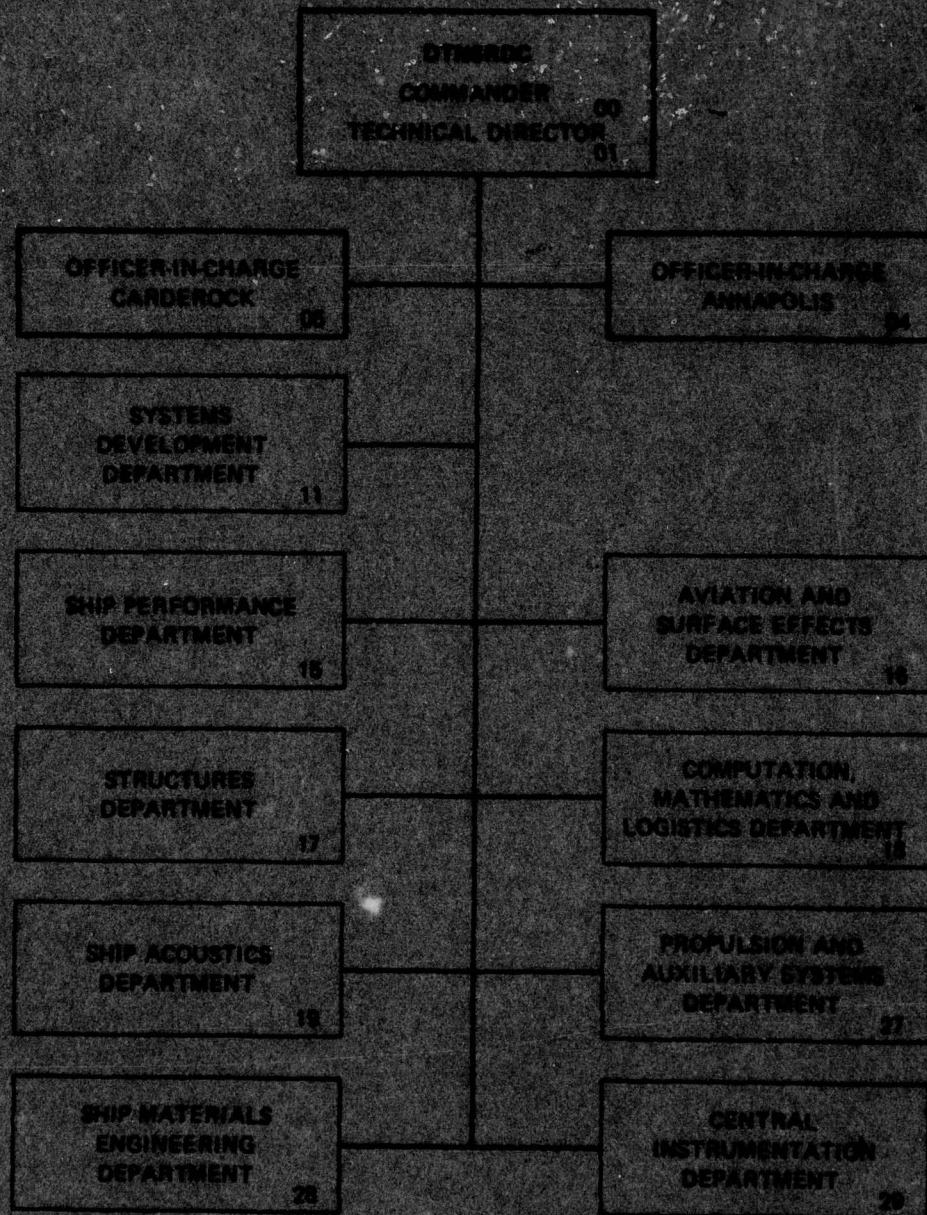 DTNSRDC
COMMANDER 00
TECHNICAL DIRECTOR
01
OFFICER-IN-CHARGE
CARDEROCK
05
OFFICER-IN-CHARGE
ANNAPOLIS
04
SYSTEMS
DEVELOPMENT
DEPARTMENT
11
SHIP PERFORMANCE
DEPARTMENT
15
AVIATION AND
SURFACE EFFECTS
DEPARTMENT
16
STRUCTURES
DEPARTMENT
17
COMPUTATION,
MATHEMATICS AND
LOGISTICS DEPARTMENT
18
SHIP ACOUSTICS
DEPARTMENT
19
PROPULSION AND
AUXILIARY SYSTEMS
DEPARTMENT
27
SHIP MATERIALS
ENGINEERING
DEPARTMENT
28
CENTRAL
INSTRUMENTATION
DEPARTMENT
29